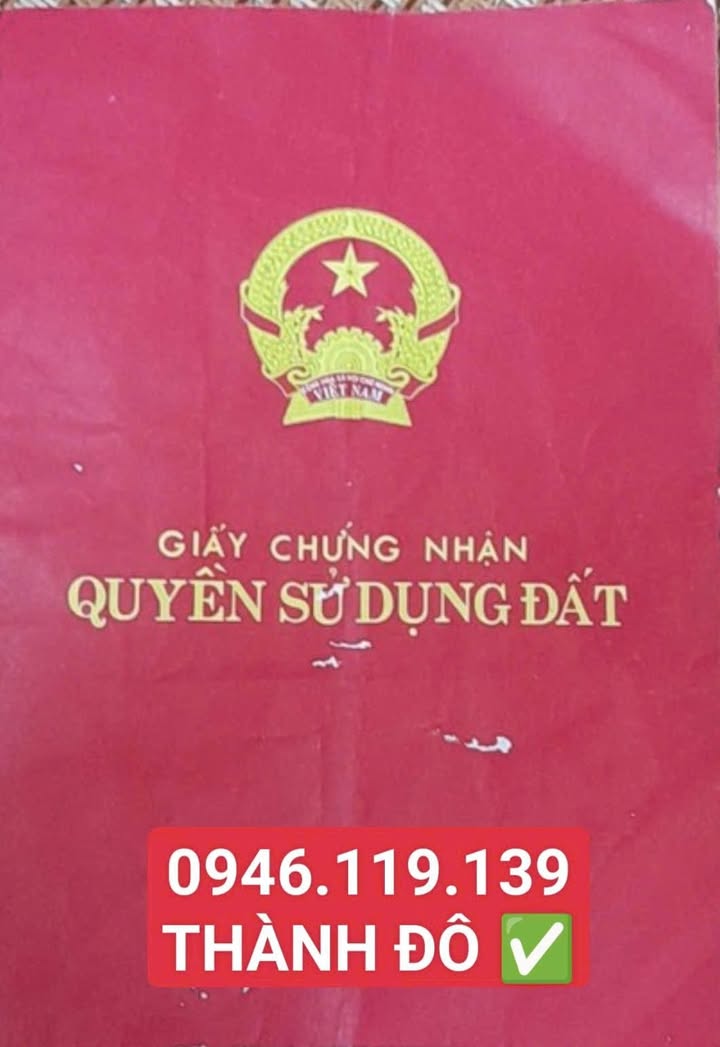 VIỆT NAM
GIẤY CHỨNG NHẬN
QUYỀN SỬ DỤNG ĐẤT
0946.119.139
THÀNH ĐÔ ✅